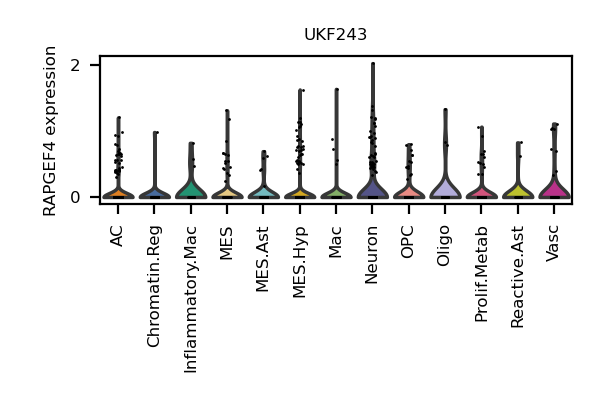 UKF243
RAPGEF4 expression
2
0
AC
Chromatin.Reg
Inflammatory.Mac
MES
MES.Ast
MES.Hyp
Mac
Neuron
OPC
Oligo
Prolif.Metab
Reactive.Ast
Vasc